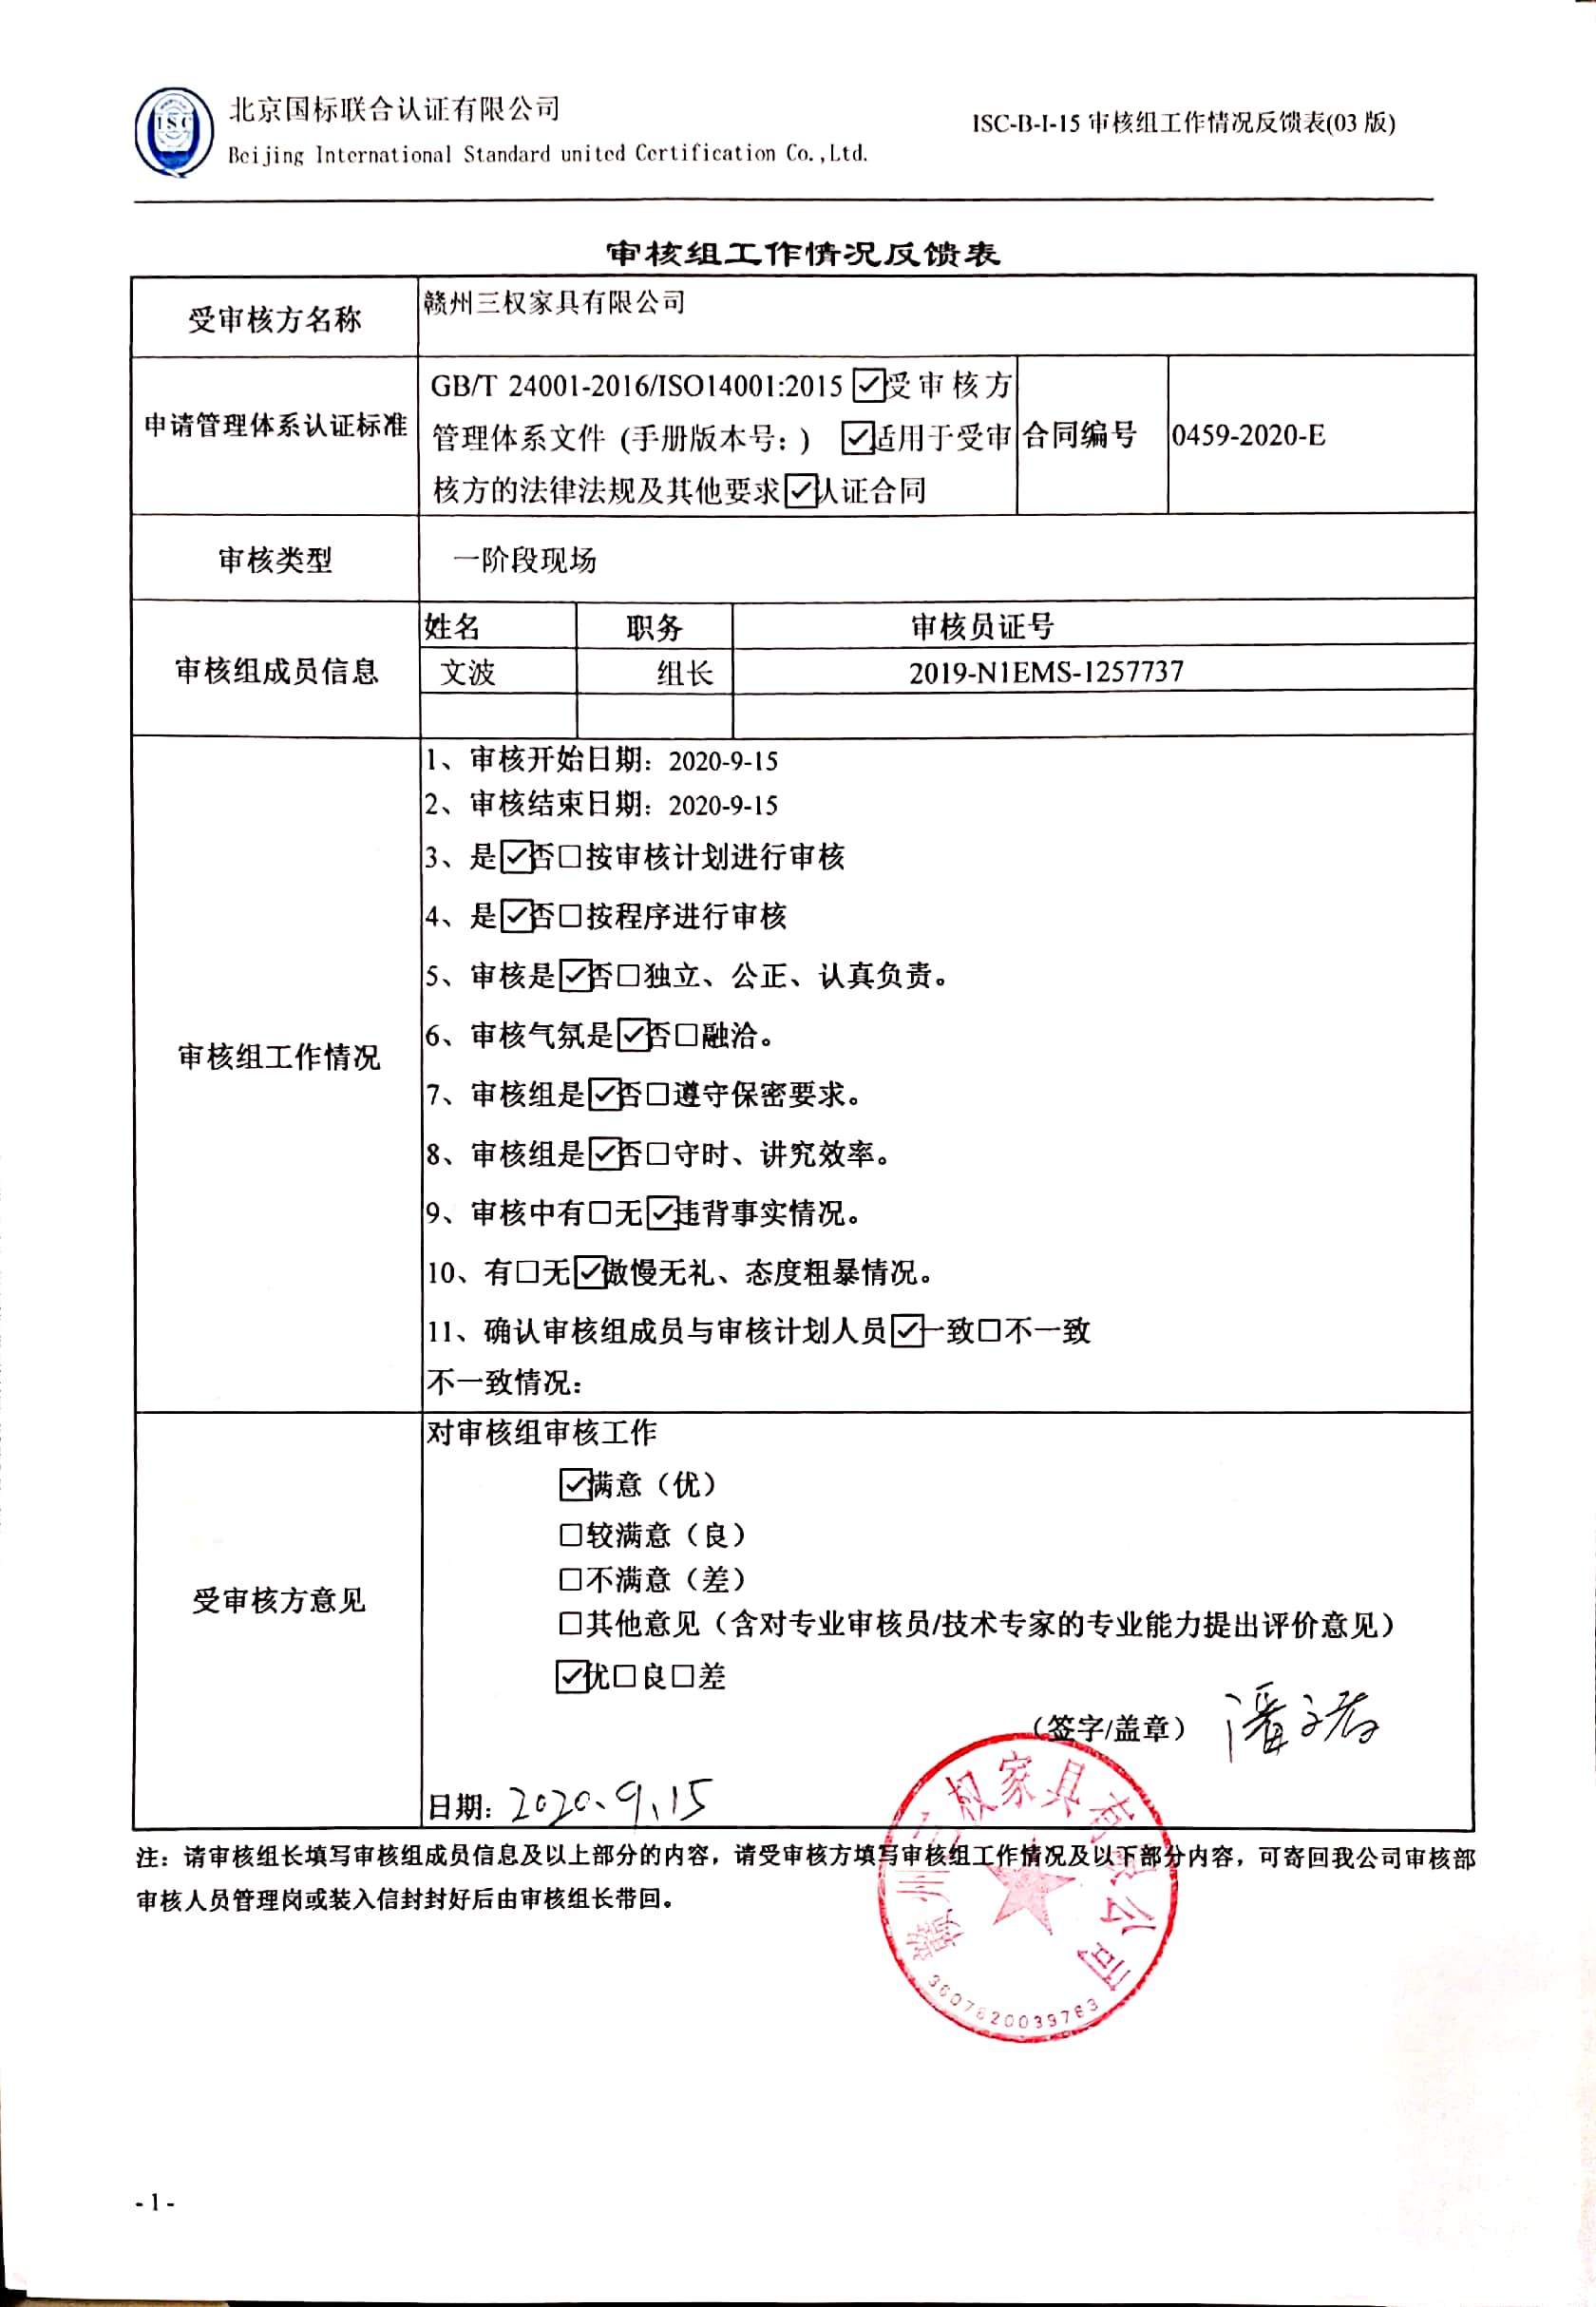 北京国标联合认证有限公司
Beijing International Standard united Certification Co.,Ltd.
ISC-B-I-15 审核组工作情况反馈表(03 版)
ISC
审核组工作情况反馈表
受审核方名称
赣州三权家具有限公司
申请管理体系认证标准
GB/T 24001-2016/ISO14001:2015 ☑受审核方
管理体系文件 (手册版本号：) ☑适用于受审
核方的法律法规及其他要求☑认证合同
合同编号
0459-2020-E
审核类型
一阶段现场
审核组成员信息
姓名 职务 审核员证号
文波 组长 2019-N1EMS-1257737
审核组工作情况
1、审核开始日期：2020-9-15
2、审核结束日期：2020-9-15
3、是☑否□按审核计划进行审核
4、是☑否□按程序进行审核
5、审核是☑否□独立、公正、认真负责。
6、审核气氛是☑否□融洽。
7、审核组是☑否□遵守保密要求。
8、审核组是☑否□守时、讲究效率。
9、审核中有□无☑违背事实情况。
10、有□无☑傲慢无礼、态度粗暴情况。
11、确认审核组成员与审核计划人员☑一致□不一致
不一致情况：
受审核方意见
对审核组审核工作
☑满意（优）
□较满意（良）
□不满意（差）
□其他意见（含对专业审核员/技术专家的专业能力提出评价意见）
☑优□良□差
（签字/盖章）
日期：2020、9、15
赣州三权家具有限公司
3607820039763
注：请审核组长填写审核组成员信息及以上部分的内容，请受审核方填写审核组工作情况及以下部分内容，可寄回我公司审核部
审核人员管理岗或装入信封封好后由审核组长带回。
- 1 -